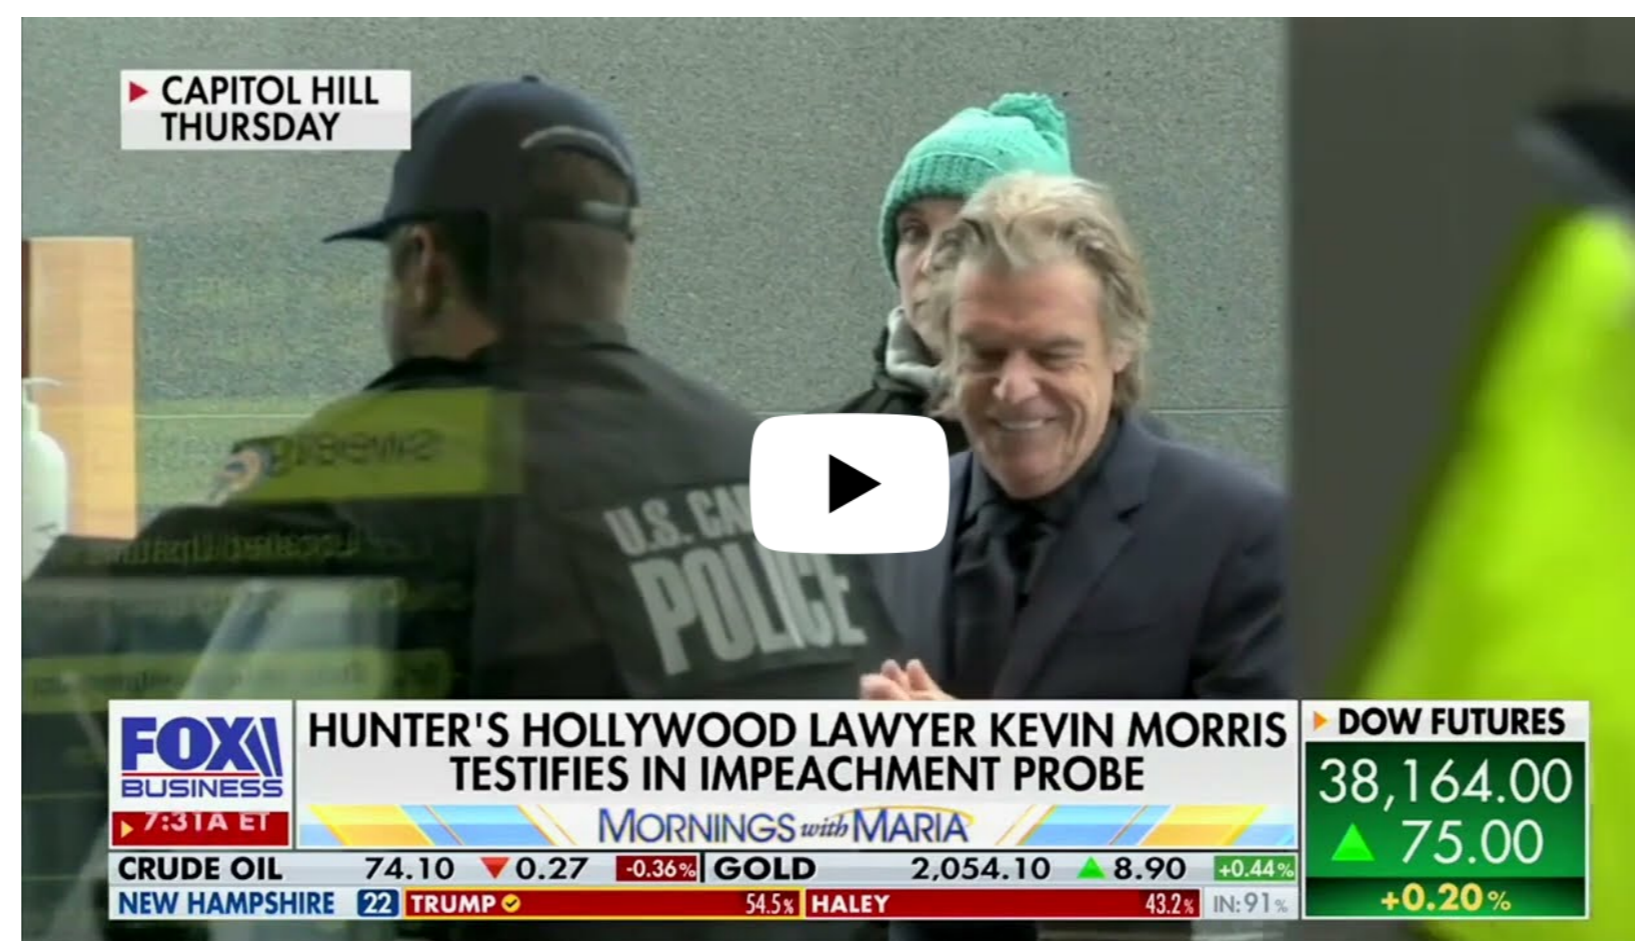 CAPITOL HILL
THURSDAY
U.S.
POLICE
FOX
BUSINESS
7:31A ET
HUNTER'S HOLLYWOOD LAWYER KEVIN MORRIS
TESTIFIES IN IMPEACHMENT PROBE
MORNINGS with MARIA
DOW FUTURES
38,164.00
75.00
+0.20%
CRUDE OIL 74.10 0.27 -0.36% GOLD 2,054.10 8.90 +0.44%
NEW HAMPSHIRE 22 TRUMP 54.5% HALEY 43.2% IN:91%